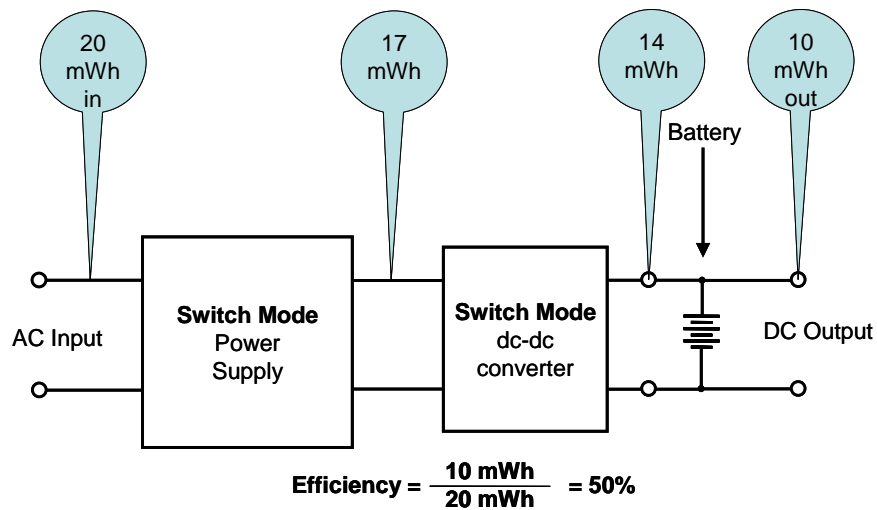 20
mWh
in
17
mWh
14
mWh
10
mWh
out
Battery
AC Input
Switch Mode
Power
Supply
Switch Mode
dc-dc
converter
DC Output
Efficiency = 10 mWh / 20 mWh = 50%